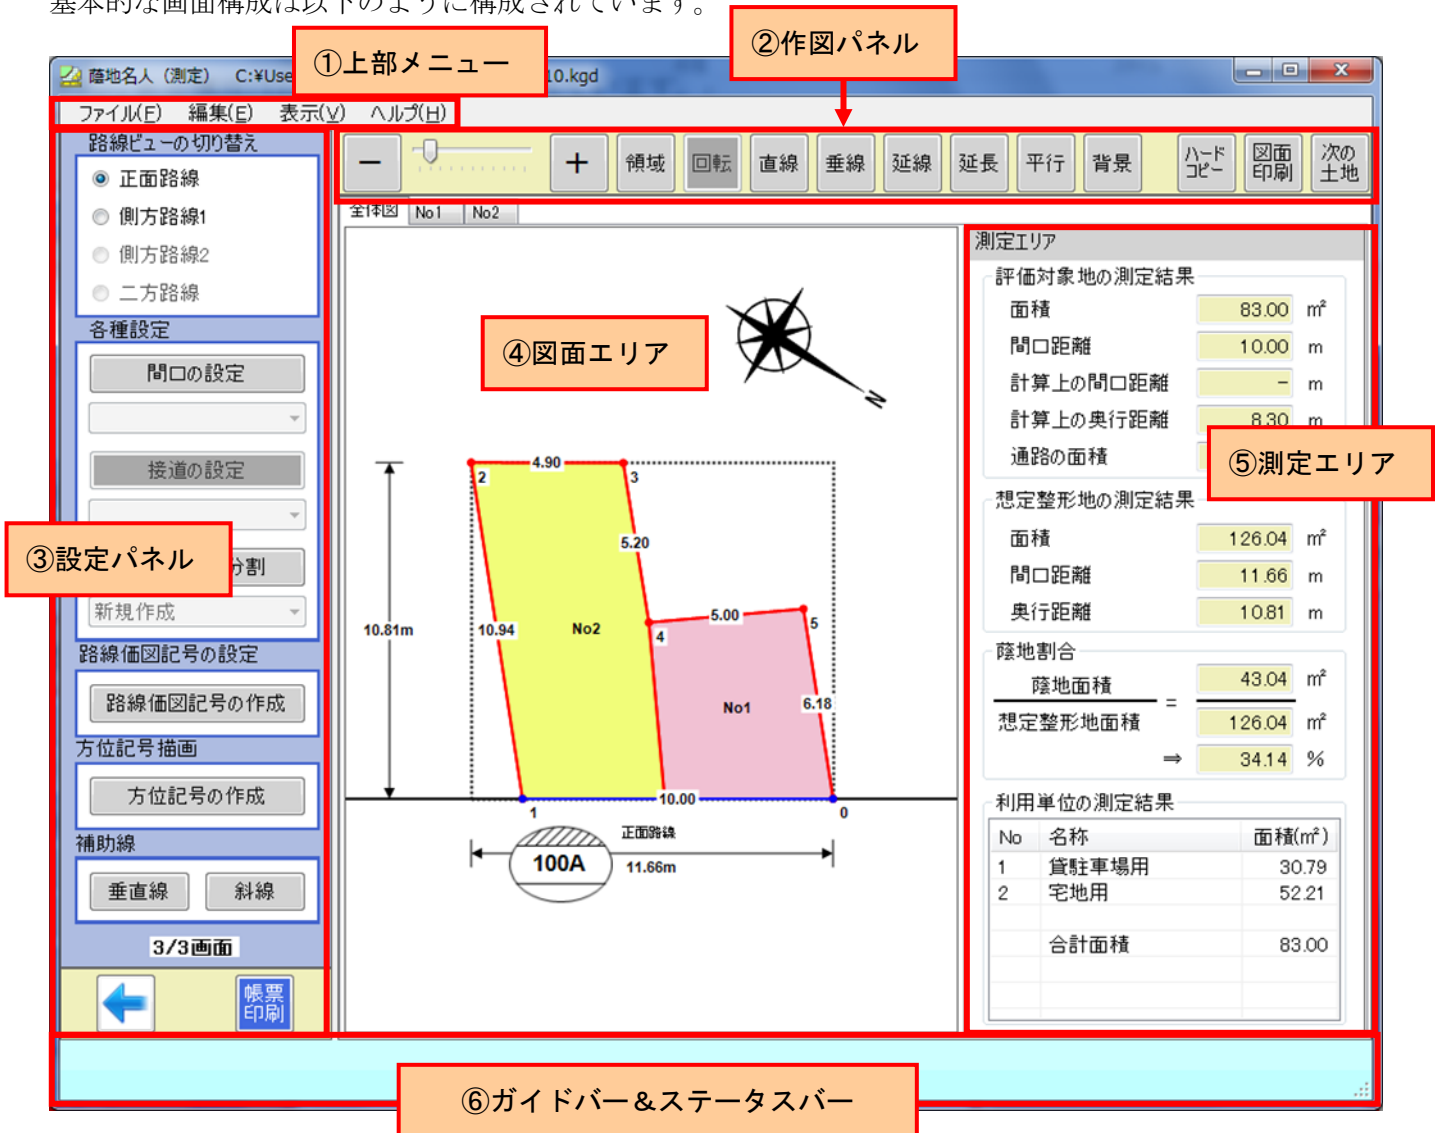 基本的な画面構成は以下のように構成されています。
①上部メニュー
②作図パネル
蔭地名人（測定） C:¥Use
10.kgd
ファイル(F) 編集(E) 表示(V) ヘルプ(H)
路線ビューの切り替え
正面路線
側方路線1
側方路線2
二方路線
各種設定
間口の設定
接道の設定
③設定パネル
分割
新規作成
路線価図記号の設定
路線価図記号の作成
方位記号描画
方位記号の作成
補助線
垂直線 斜線
3/3画面
帳票
印刷
− + 領域 回転 直線 垂線 延線 延長 平行 背景
ハード
コピー
図面
印刷
次の
土地
全体図 No1 No2
④図面エリア
N
4.90
2
3
5.20
5.00
5
4
10.81m
10.94
No2
No1
6.18
10.00
1
0
正面路線
100A
11.66m
測定エリア
評価対象地の測定結果
面積 83.00 ㎡
間口距離 10.00 m
計算上の間口距離 − m
計算上の奥行距離 8.30 m
通路の面積
⑤測定エリア
想定整形地の測定結果
面積 126.04 ㎡
間口距離 11.66 m
奥行距離 10.81 m
蔭地割合
蔭地面積 = 43.04 ㎡
想定整形地面積 126.04 ㎡
⇒ 34.14 %
利用単位の測定結果
No 名称 面積(㎡)
1 貸駐車場用 30.79
2 宅地用 52.21
合計面積 83.00
⑥ガイドバー＆ステータスバー